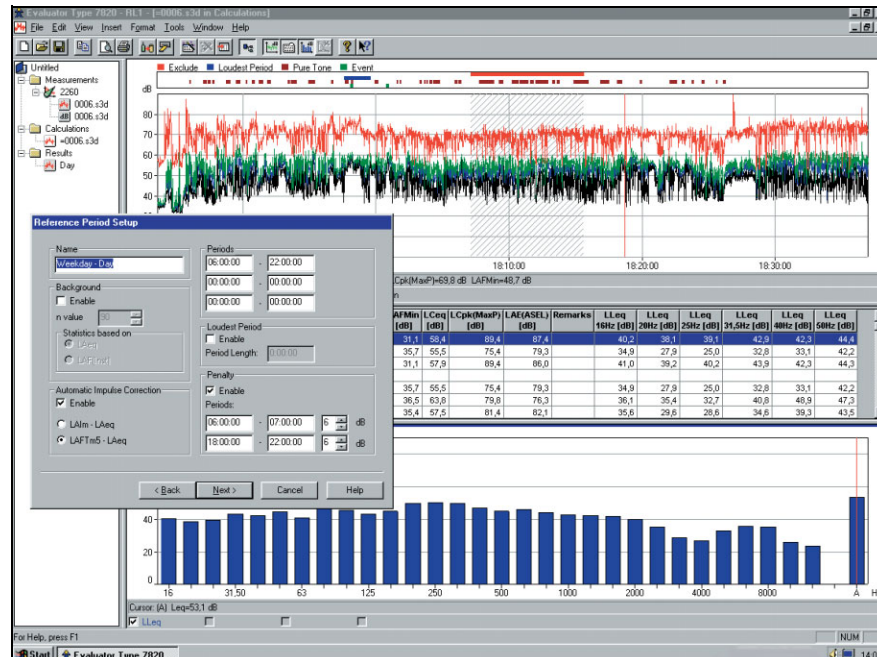 Evaluator Type 7820 - RL1 - [=0006.s3d in Calculations]
File Edit View Insert Format Tools Window Help
Untitled
Measurements
2260
0006.s3d
0006.s3d
Calculations
=0006.s3d
Results
Day
Exclude Loudest Period Pure Tone Event
dB
80
70
60
50
40
18:10:00 18:20:00 18:30:00
LCpk(MaxP)=69,8 dB LAFMin=48,7 dB
AFMin [dB] LCeq [dB] LCpk(MaxP) [dB] LAE(ASEL) [dB] Remarks LLeq 16Hz [dB] LLeq 20Hz [dB] LLeq 25Hz [dB] LLeq 31,5Hz [dB] LLeq 40Hz [dB] LLeq 50Hz [dB]
31,1 58,4 89,4 87,4 40,2 38,1 39,1 42,9 42,3 44,4
35,7 55,5 75,4 79,3 34,9 27,9 25,0 32,8 33,1 42,2
31,1 57,9 89,4 86,0 41,0 39,2 40,2 43,9 42,3 44,3
35,7 55,5 75,4 79,3 34,9 27,9 25,0 32,8 33,1 42,2
36,5 63,8 79,8 76,3 36,1 35,4 32,7 40,8 48,9 47,3
35,4 57,5 81,4 82,1 35,6 29,6 28,6 34,6 39,3 43,5
Reference Period Setup
Name
Weekday - Day
Background
Enable
n value 90
Statistics based on
LAeq
Automatic Impulse Correction
Enable
LAIm - LAeq
LAFTm5 - LAeq
Periods
06:00:00 - 22:00:00
00:00:00 - 00:00:00
00:00:00 - 00:00:00
Loudest Period
Enable
Period Length: 0:00:00
Penalty
Enable
Periods:
06:00:00 - 07:00:00 6 dB
18:00:00 - 22:00:00 6 dB
< Back Next > Cancel Help
40
20
0
16 31,50 63 125 250 500 1000 2000 4000 8000 A H
Cursor: (A) Leq=53,1 dB
LLeq
For Help, press F1
NUM
Start Evaluator Type 7820
14:0